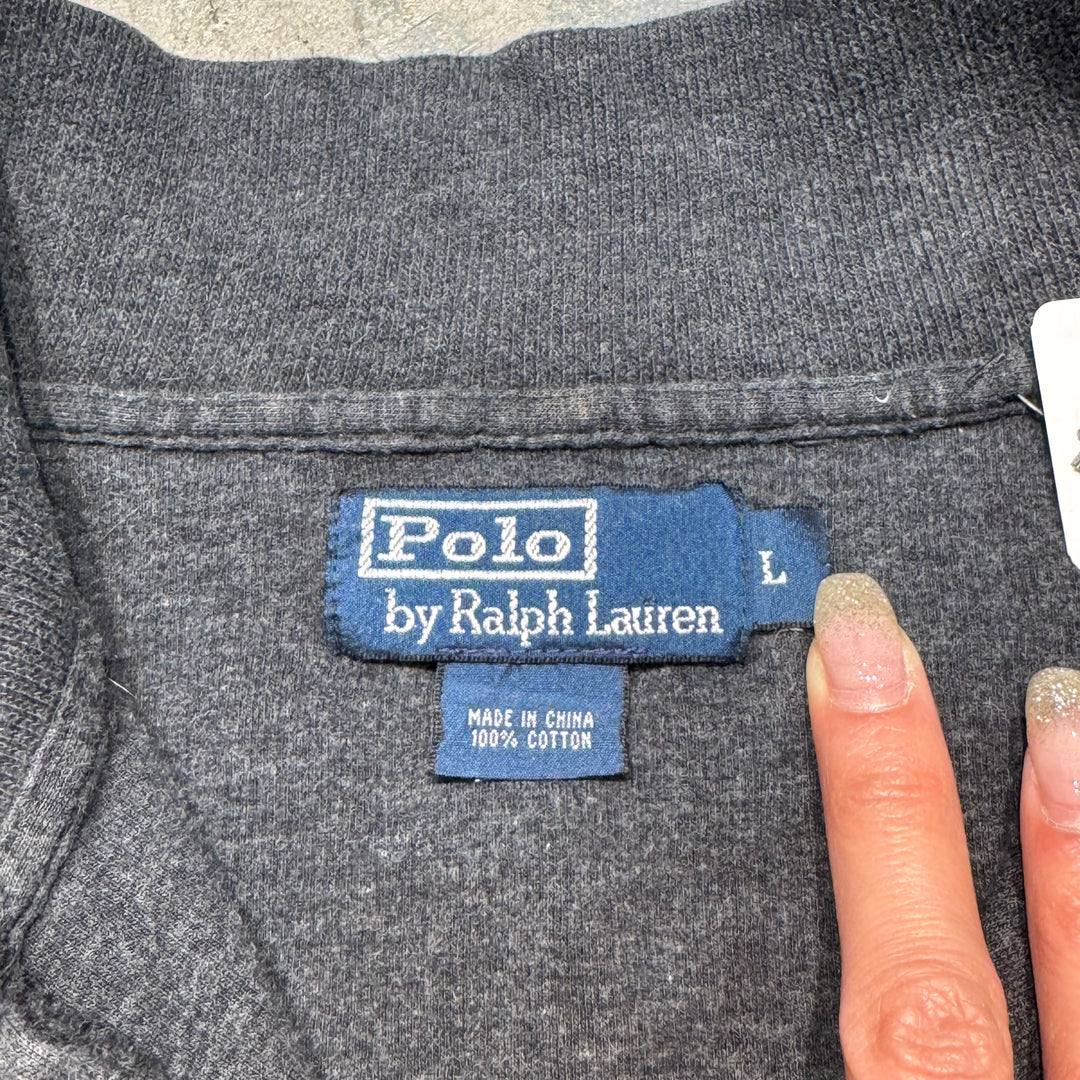 Polo
by Ralph Lauren
L
MADE IN CHINA
100% COTTON